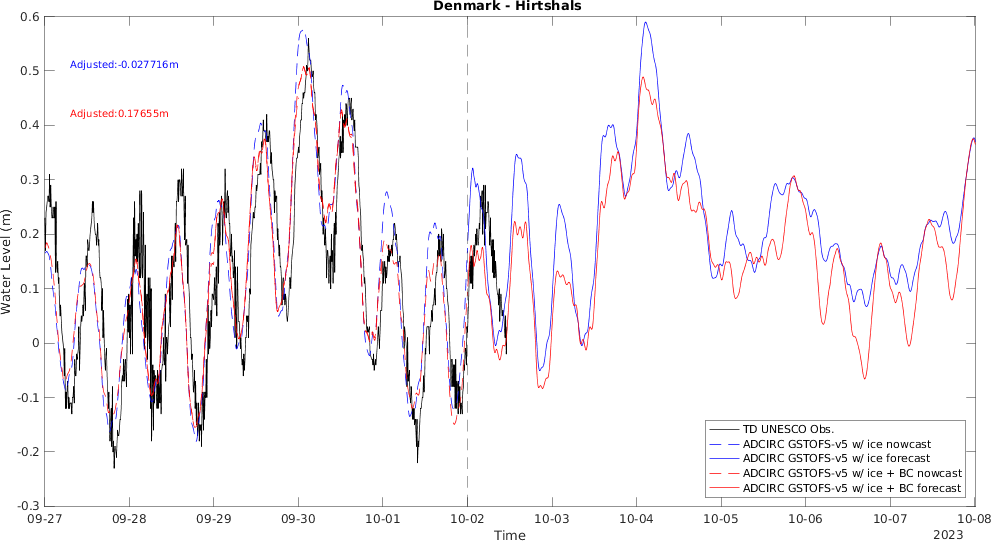 Denmark - Hirtshals
0.6
0.5
0.4
0.3
0.2
0.1
0
-0.1
-0.2
-0.3
Water Level (m)
Adjusted:-0.027716m
Adjusted:0.17655m
TD UNESCO Obs.
ADCIRC GSTOFS-v5 w/ ice nowcast
ADCIRC GSTOFS-v5 w/ ice forecast
ADCIRC GSTOFS-v5 w/ ice + BC nowcast
ADCIRC GSTOFS-v5 w/ ice + BC forecast
09-27 09-28 09-29 09-30 10-01 10-02 10-03 10-04 10-05 10-06 10-07 10-08
Time
2023